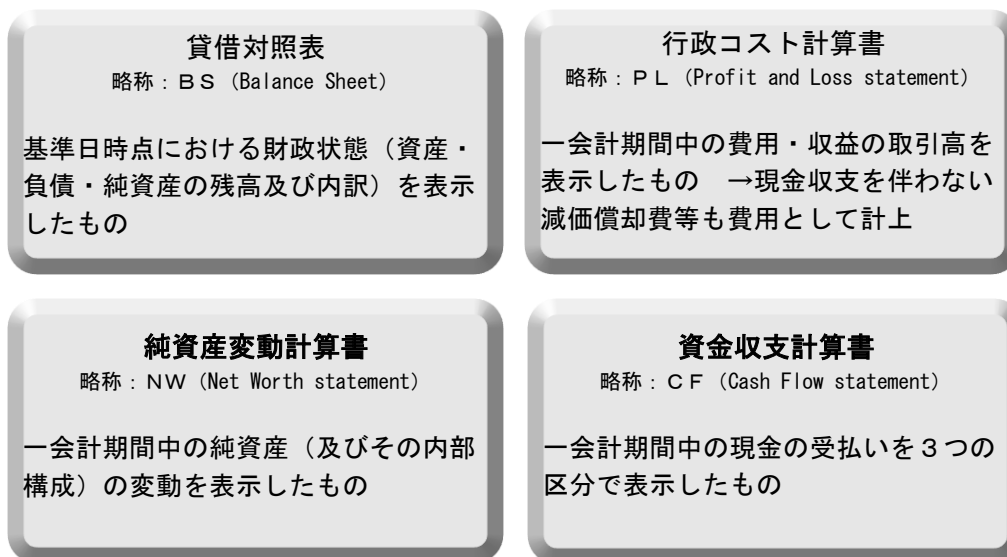 貸借対照表
略称：ＢＳ（Balance Sheet）
基準日時点における財政状態（資産・
負債・純資産の残高及び内訳）を表示
したもの
行政コスト計算書
略称：ＰＬ（Profit and Loss statement）
一会計期間中の費用・収益の取引高を
表示したもの　→現金収支を伴わない
減価償却費等も費用として計上
純資産変動計算書
略称：ＮＷ（Net Worth statement）
一会計期間中の純資産（及びその内部
構成）の変動を表示したもの
資金収支計算書
略称：ＣＦ（Cash Flow statement）
一会計期間中の現金の受払いを３つの
区分で表示したもの